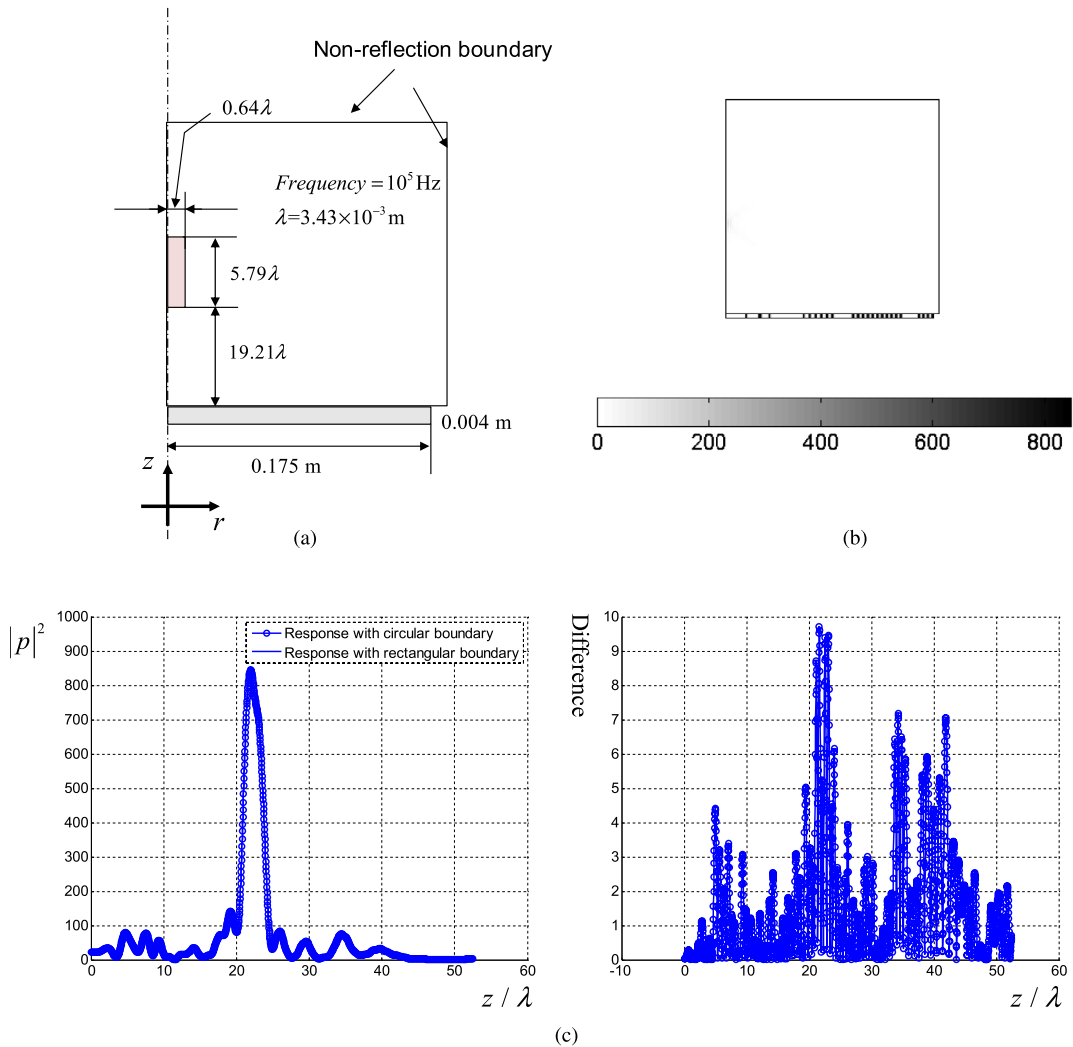 Non-reflection boundary
0.64λ
Frequency = 10⁵ Hz
λ=3.43×10⁻³ m
5.79λ
19.21λ
0.004 m
0.175 m
z
r
(a)
0 200 400 600 800
(b)
|p|²
1000
900
800
700
600
500
400
300
200
100
0
0 10 20 30 40 50 60
Response with circular boundary
Response with rectangular boundary
z / λ
Difference
10
9
8
7
6
5
4
3
2
1
0
-10 0 10 20 30 40 50 60
z / λ
(c)